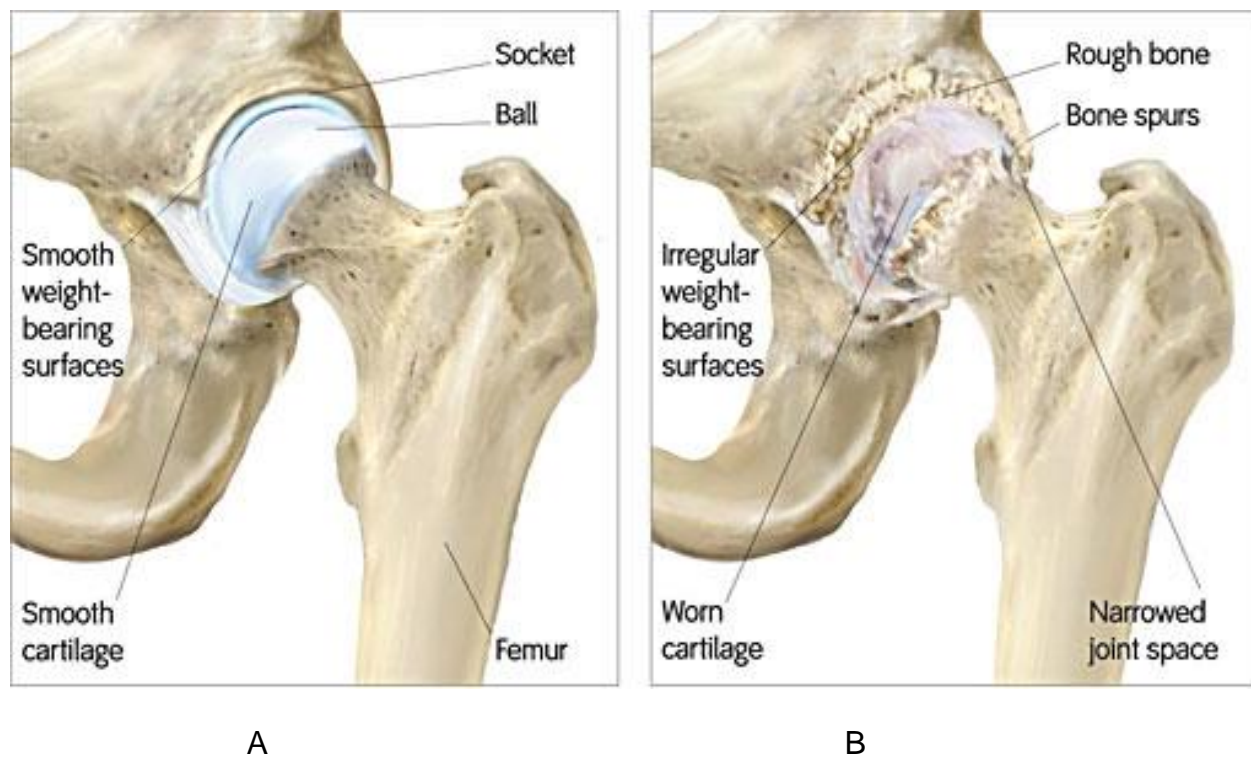 Socket
Ball
Smooth
weight-
bearing
surfaces
Smooth
cartilage
Femur
Rough bone
Bone spurs
Irregular
weight-
bearing
surfaces
Worn
cartilage
Narrowed
joint space
A
B